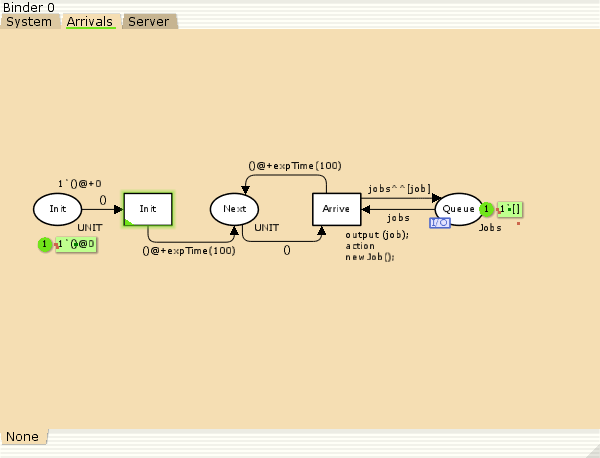 Binder 0
System Arrivals Server
()@+expTime(100)
1`()@+0
jobs^^[job]
()
Init Init Next Arrive Queue 1 1`[]
jobs
I/O
UNIT UNIT Jobs
output (job);
1 1`()@0
action
()@+expTime(100) ()
newJob();
None